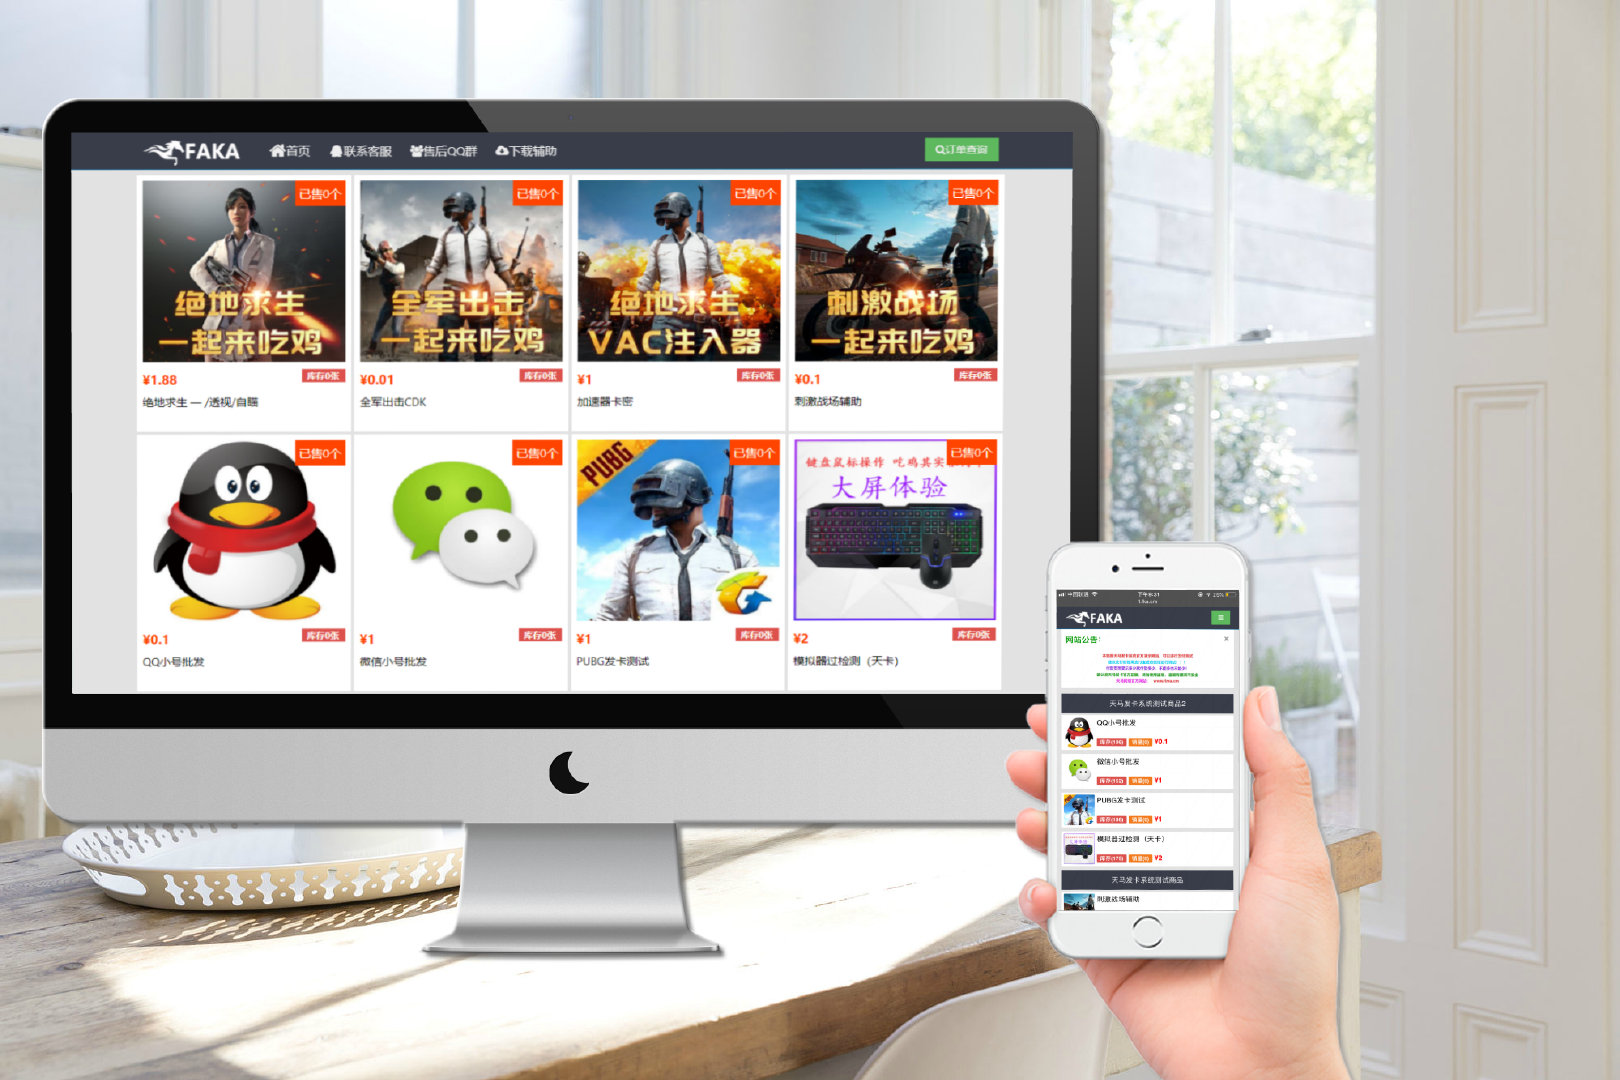 FAKA
首页
联系客服
售后QQ群
下载辅助
订单查询
已售0个
绝地求生
一起来吃鸡
¥1.88
库存0张
绝地求生 — /透视/自瞄
已售0个
全军出击
一起来吃鸡
¥0.01
库存0张
全军出击CDK
已售0个
绝地求生
VAC注入器
¥1
库存0张
加速器卡密
已售0个
刺激战场
一起来吃鸡
¥0.1
库存0张
刺激战场辅助
已售0个
¥0.1
库存0张
QQ小号批发
已售0个
¥1
库存0张
微信小号批发
PUBG
已售0个
¥1
库存0张
PUBG发卡测试
已售0个
键盘鼠标操作 吃鸡其实
大屏体验
¥2
库存0张
模拟器过检测（天卡）
FAKA
网站公告:
天马发卡系统测试商品2
QQ小号批发
¥0.1
微信小号批发
¥1
PUBG发卡测试
¥1
模拟器过检测（天卡）
¥2
天马发卡系统测试商品
刺激战场辅助